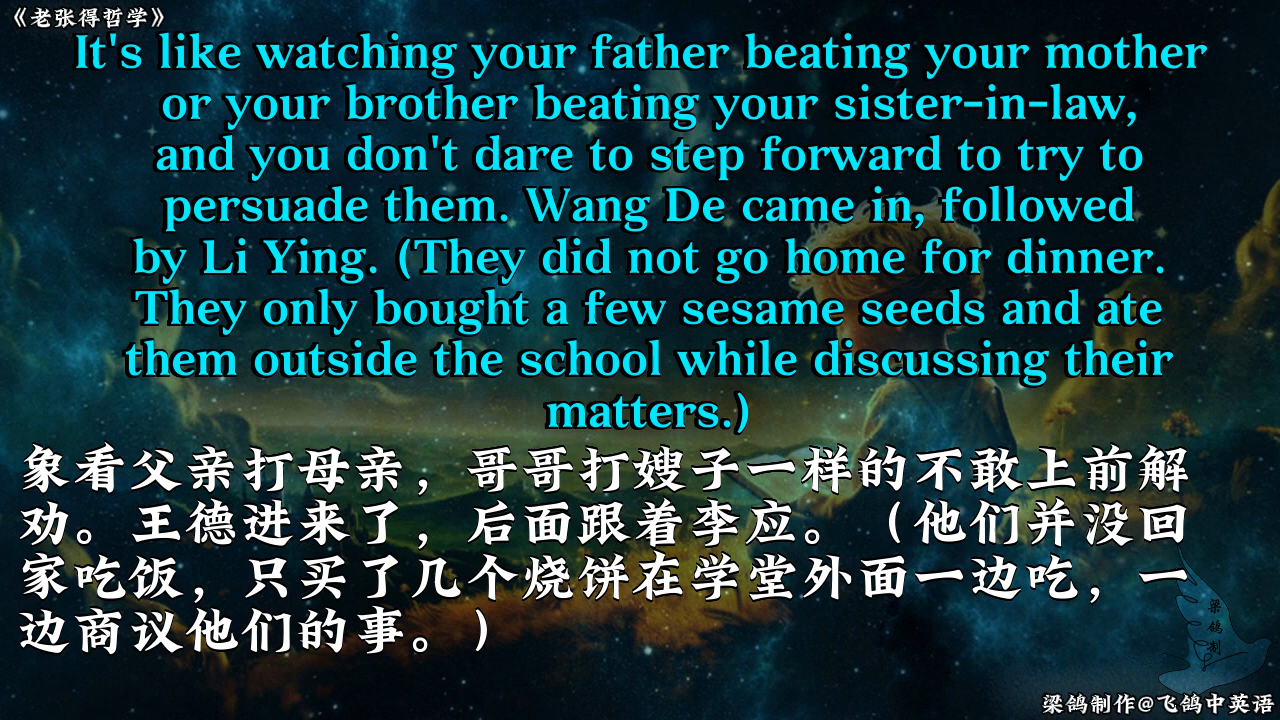 《老张得哲学》
It's like watching your father beating your mother
or your brother beating your sister-in-law,
and you don't dare to step forward to try to
persuade them. Wang De came in, followed
by Li Ying. (They did not go home for dinner.
They only bought a few sesame seeds and ate
them outside the school while discussing their
matters.)
象看父亲打母亲，哥哥打嫂子一样的不敢上前解
劝。王德进来了，后面跟着李应。（他们并没回
家吃饭，只买了几个烧饼在学堂外面一边吃，一
边商议他们的事。）
梁鸽制
梁鸽制作@飞鸽中英语